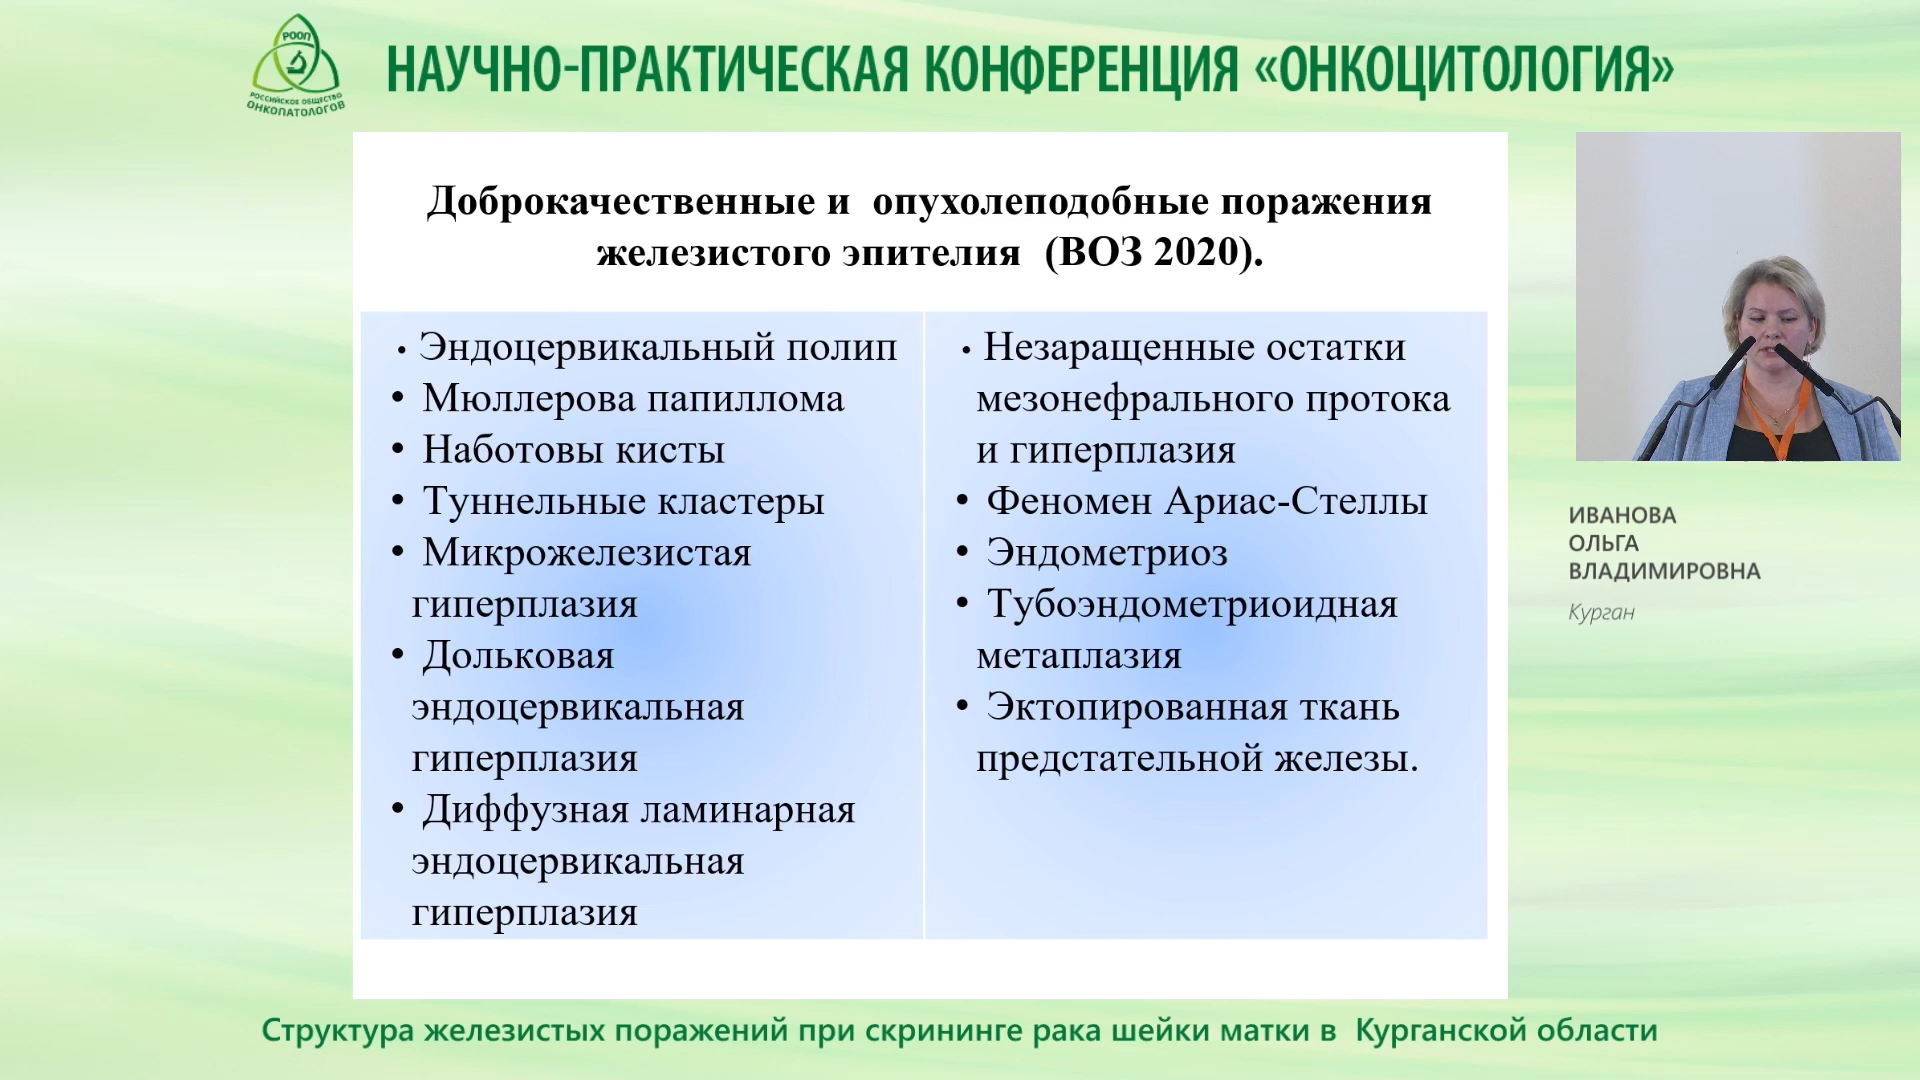 РООП
РОССИЙСКОЕ ОБЩЕСТВО
ОНКОПАТОЛОГОВ
НАУЧНО-ПРАКТИЧЕСКАЯ КОНФЕРЕНЦИЯ «ОНКОЦИТОЛОГИЯ»
Доброкачественные и опухолеподобные поражения
железистого эпителия (ВОЗ 2020).
• Эндоцервикальный полип
• Мюллерова папиллома
• Наботовы кисты
• Туннельные кластеры
• Микрожелезистая
гиперплазия
• Дольковая
эндоцервикальная
гиперплазия
• Диффузная ламинарная
эндоцервикальная
гиперплазия
• Незаращенные остатки
мезонефрального протока
и гиперплазия
• Феномен Ариас-Стеллы
• Эндометриоз
• Тубоэндометриоидная
метаплазия
• Эктопированная ткань
предстательной железы.
ИВАНОВА
ОЛЬГА
ВЛАДИМИРОВНА
Курган
Структура железистых поражений при скрининге рака шейки матки в Курганской области